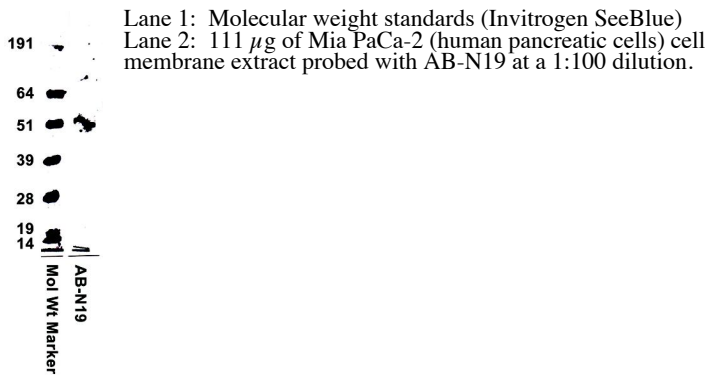 Lane 1: Molecular weight standards (Invitrogen SeeBlue)
Lane 2: 111 µg of Mia PaCa-2 (human pancreatic cells) cell
membrane extract probed with AB-N19 at a 1:100 dilution.
191
64
51
39
28
19
14
Mol Wt Marker
AB-N19